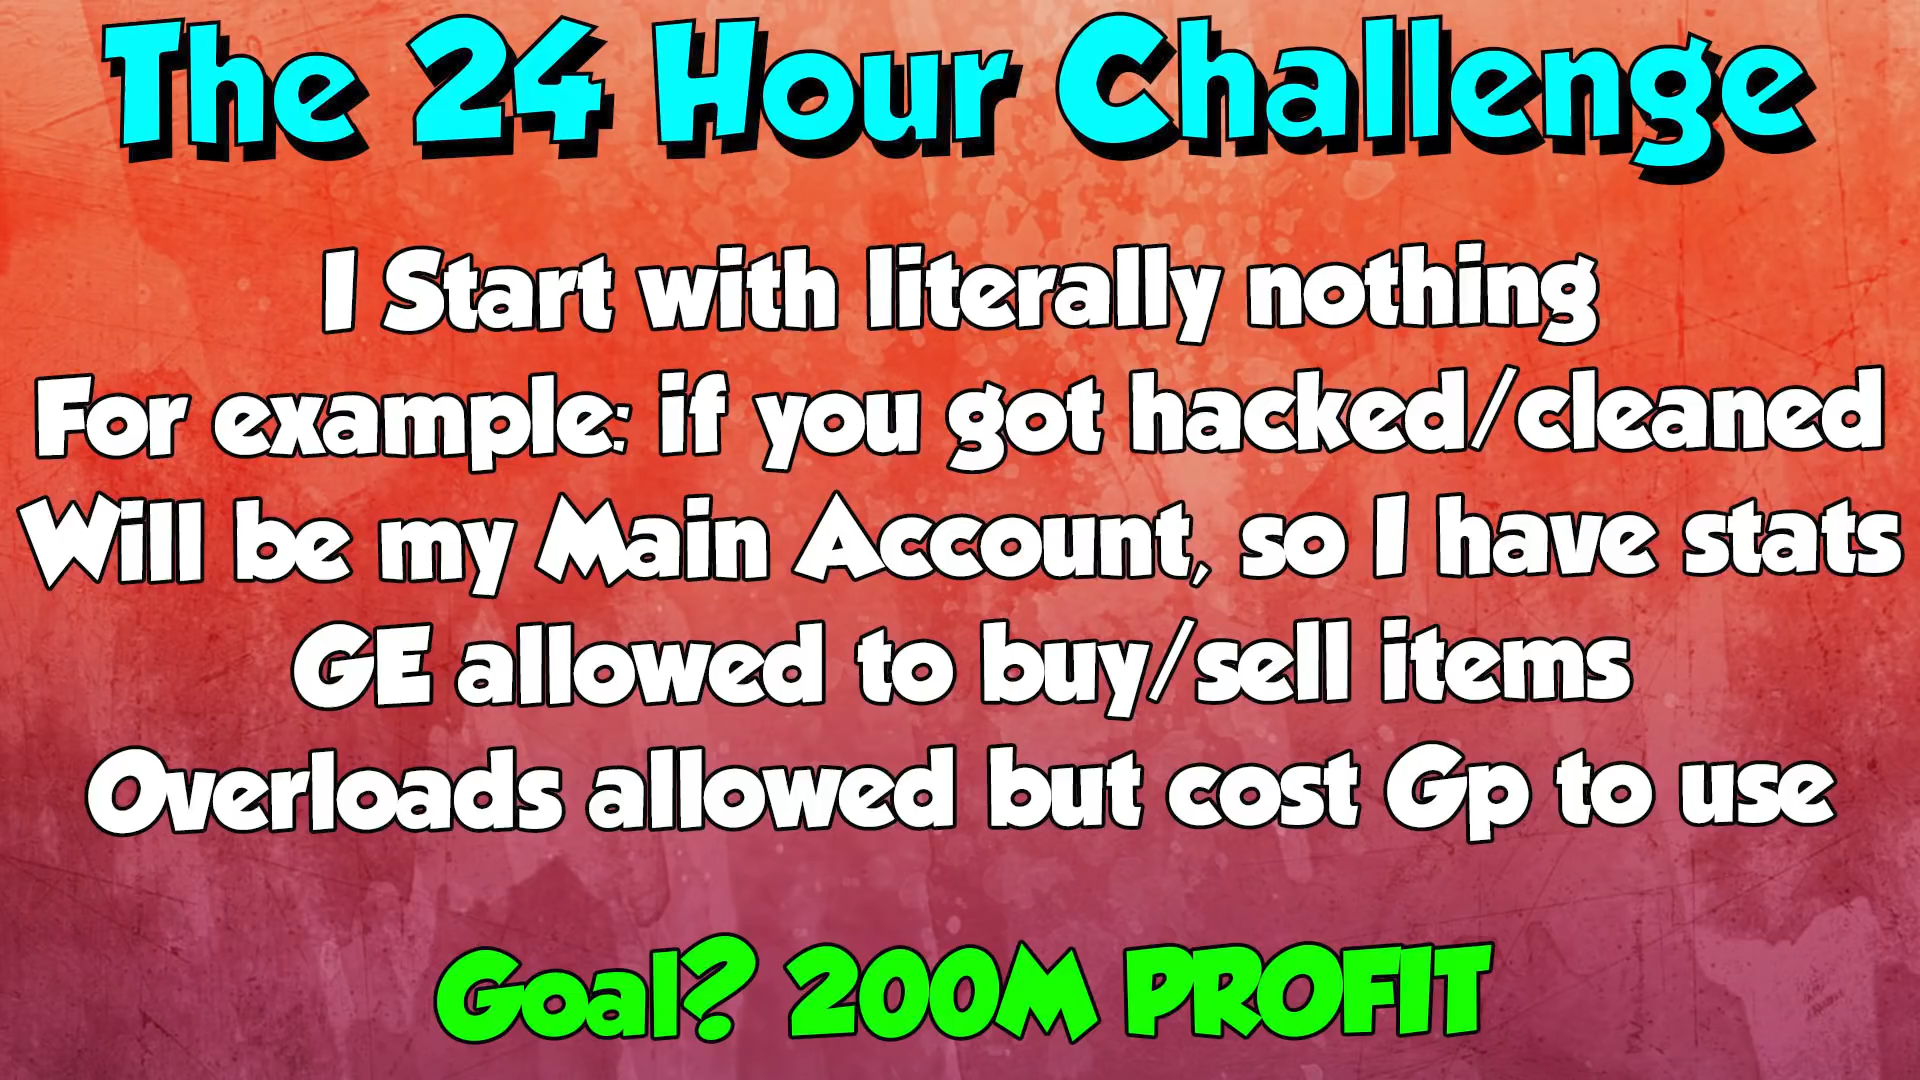 The 24 Hour Challenge
I Start with literally nothing
For example: if you got hacked/cleaned
Will be my Main Account, so I have stats
GE allowed to buy/sell items
Overloads allowed but cost Gp to use
Goal? 200M PROFIT